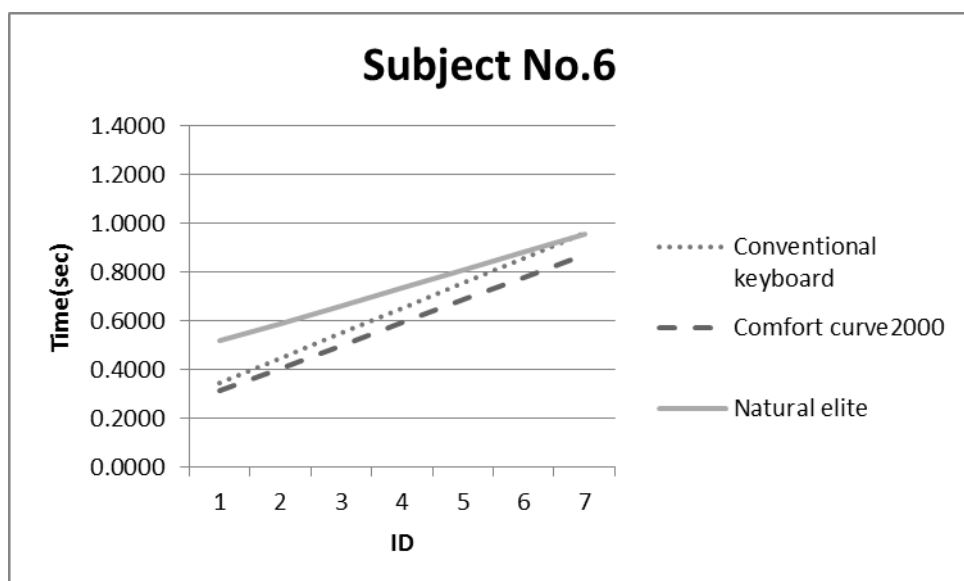 Subject No.6
1.4000
1.2000
1.0000
0.8000
0.6000
0.4000
0.2000
0.0000
Time(sec)
1 2 3 4 5 6 7
ID
Conventional
keyboard
Comfort curve2000
Natural elite